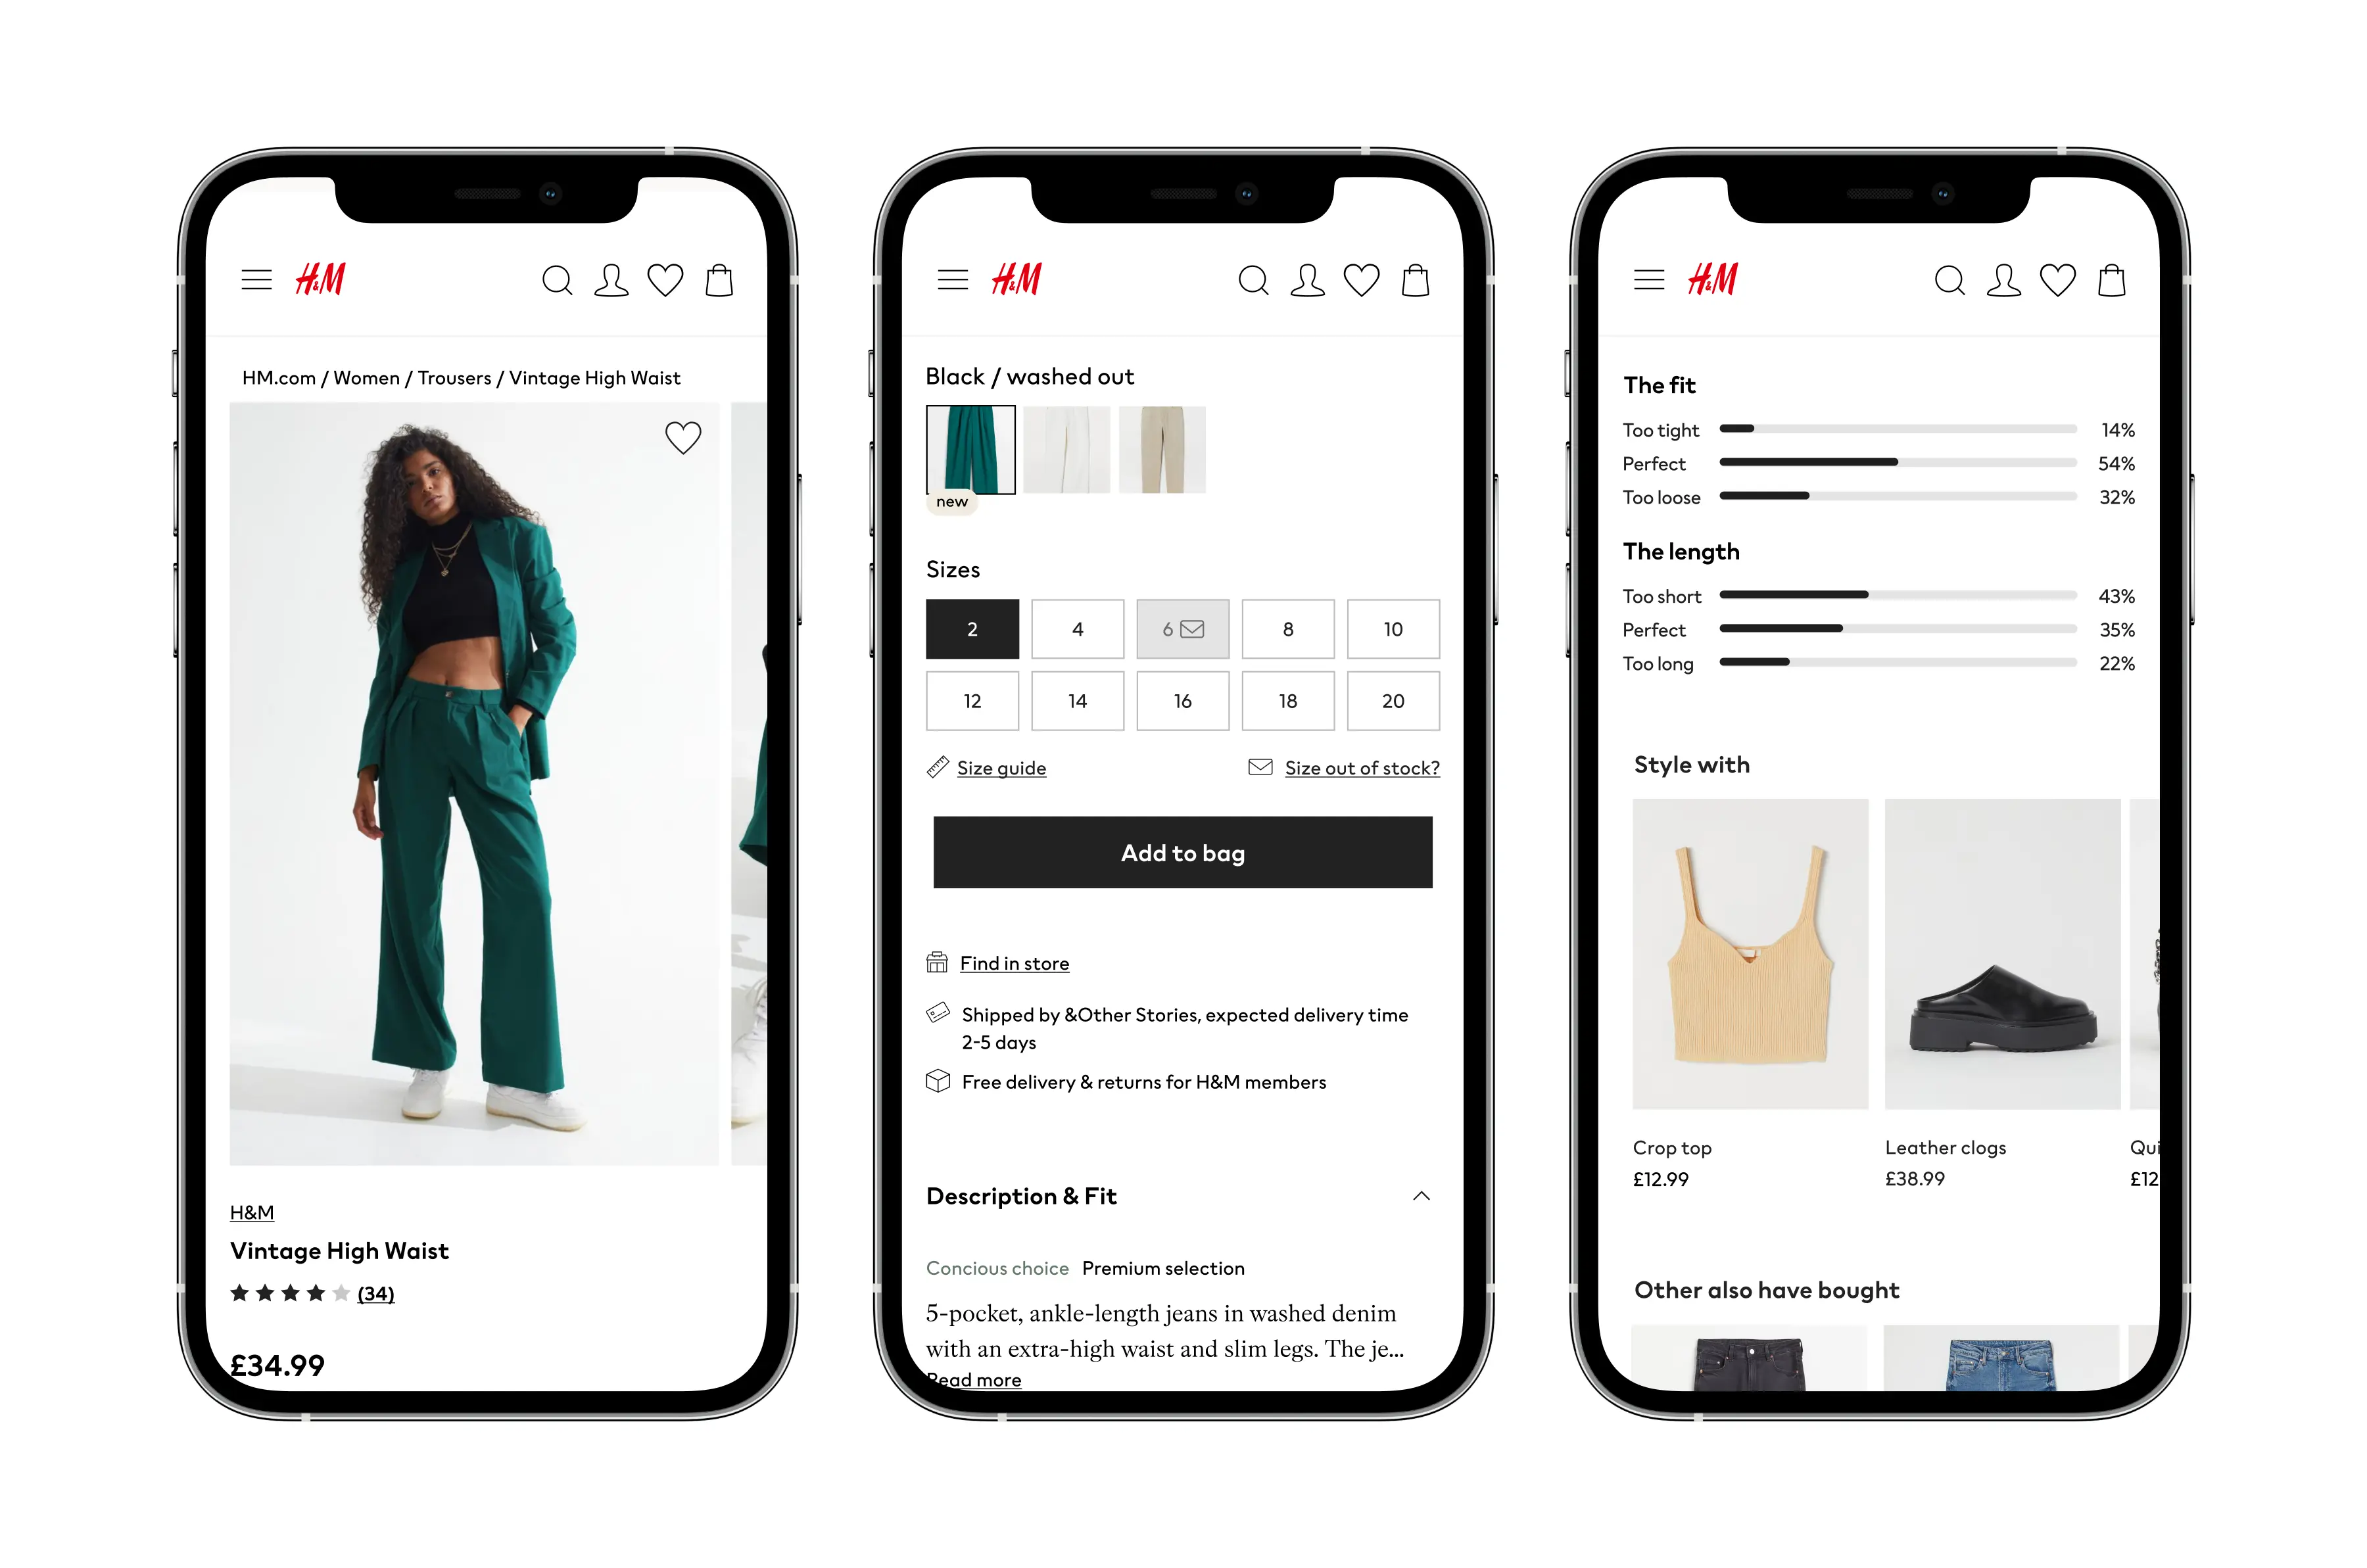 H&M
HM.com / Women / Trousers / Vintage High Waist
H&M
Vintage High Waist
(34)
£34.99
H&M
Black / washed out
new
Sizes
2 4 6 8 10
12 14 16 18 20
Size guide Size out of stock?
Add to bag
Find in store
Shipped by &Other Stories, expected delivery time
2-5 days
Free delivery & returns for H&M members
Description & Fit
Concious choice Premium selection
5-pocket, ankle-length jeans in washed denim
with an extra-high waist and slim legs. The je...
Read more
H&M
The fit
Too tight 14%
Perfect 54%
Too loose 32%
The length
Too short 43%
Perfect 35%
Too long 22%
Style with
Crop top Leather clogs Qui
£12.99 £38.99 £12
Other also have bought